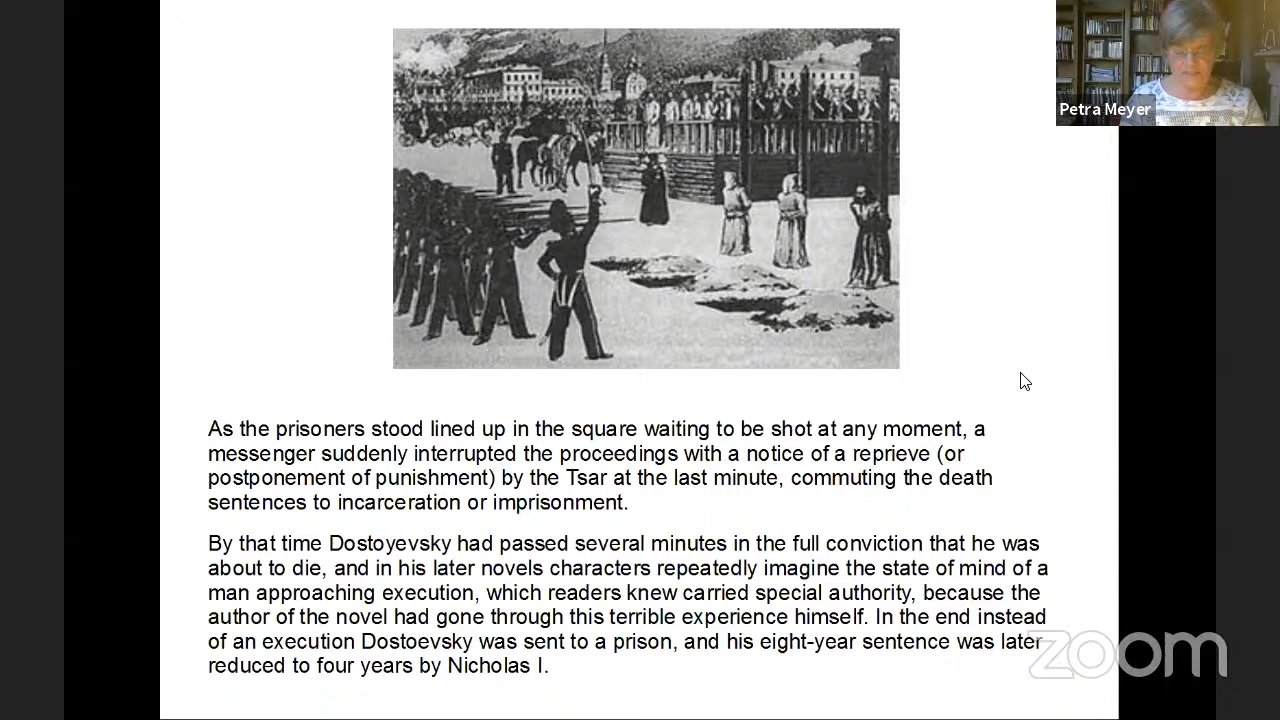 Petra Meyer
As the prisoners stood lined up in the square waiting to be shot at any moment, a
messenger suddenly interrupted the proceedings with a notice of a reprieve (or
postponement of punishment) by the Tsar at the last minute, commuting the death
sentences to incarceration or imprisonment.
By that time Dostoyevsky had passed several minutes in the full conviction that he was
about to die, and in his later novels characters repeatedly imagine the state of mind of a
man approaching execution, which readers knew carried special authority, because the
author of the novel had gone through this terrible experience himself. In the end instead
of an execution Dostoevsky was sent to a prison, and his eight-year sentence was later
reduced to four years by Nicholas I.
zoom